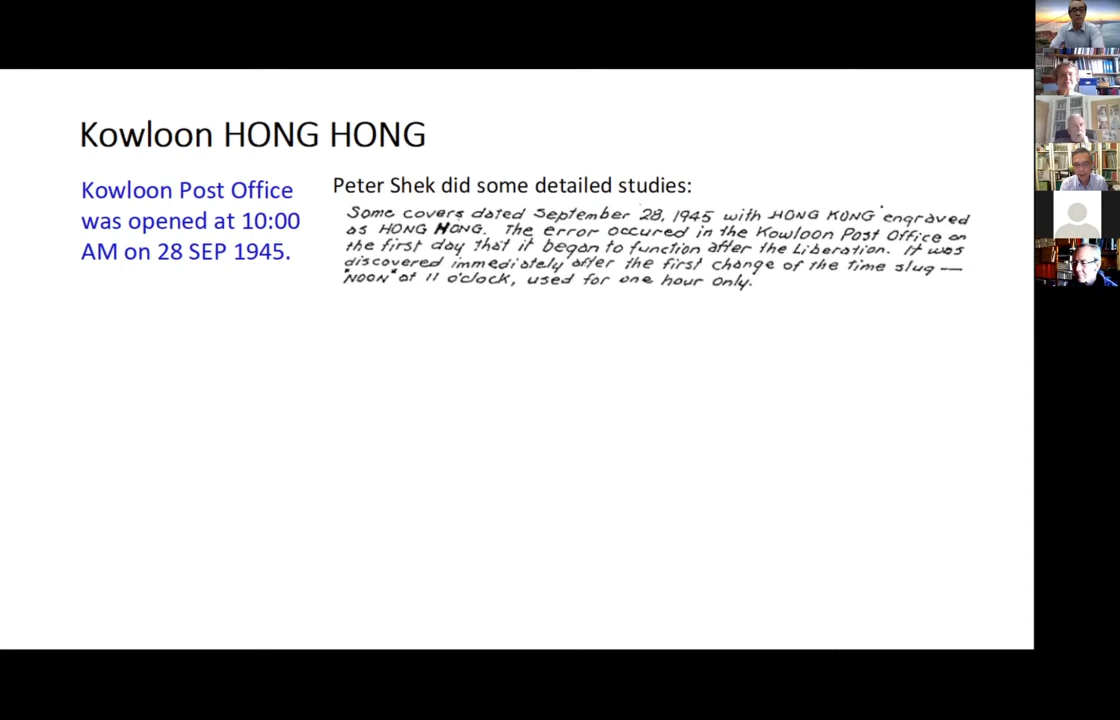 Kowloon HONG HONG
Kowloon Post Office
was opened at 10:00
AM on 28 SEP 1945.
Peter Shek did some detailed studies:
Some covers dated September 28, 1945 with HONG KONG engraved
as HONG HONG. The error occured in the Kowloon Post Office on
the first day that it began to function after the Liberation. It was
discovered immediately after the first change of the time slug —
"NOON" at 11 o'clock, used for one hour only.